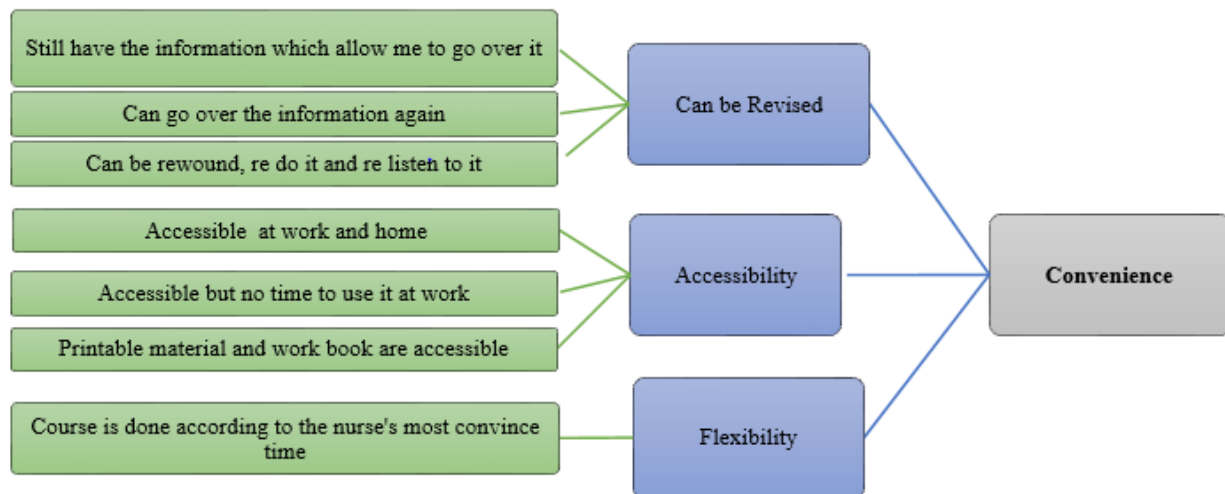 Still have the information which allow me to go over it
Can go over the information again
Can be rewound, re do it and re listen to it
Can be Revised
Accessible at work and home
Accessible but no time to use it at work
Printable material and work book are accessible
Accessibility
Convenience
Course is done according to the nurse's most convince
time
Flexibility